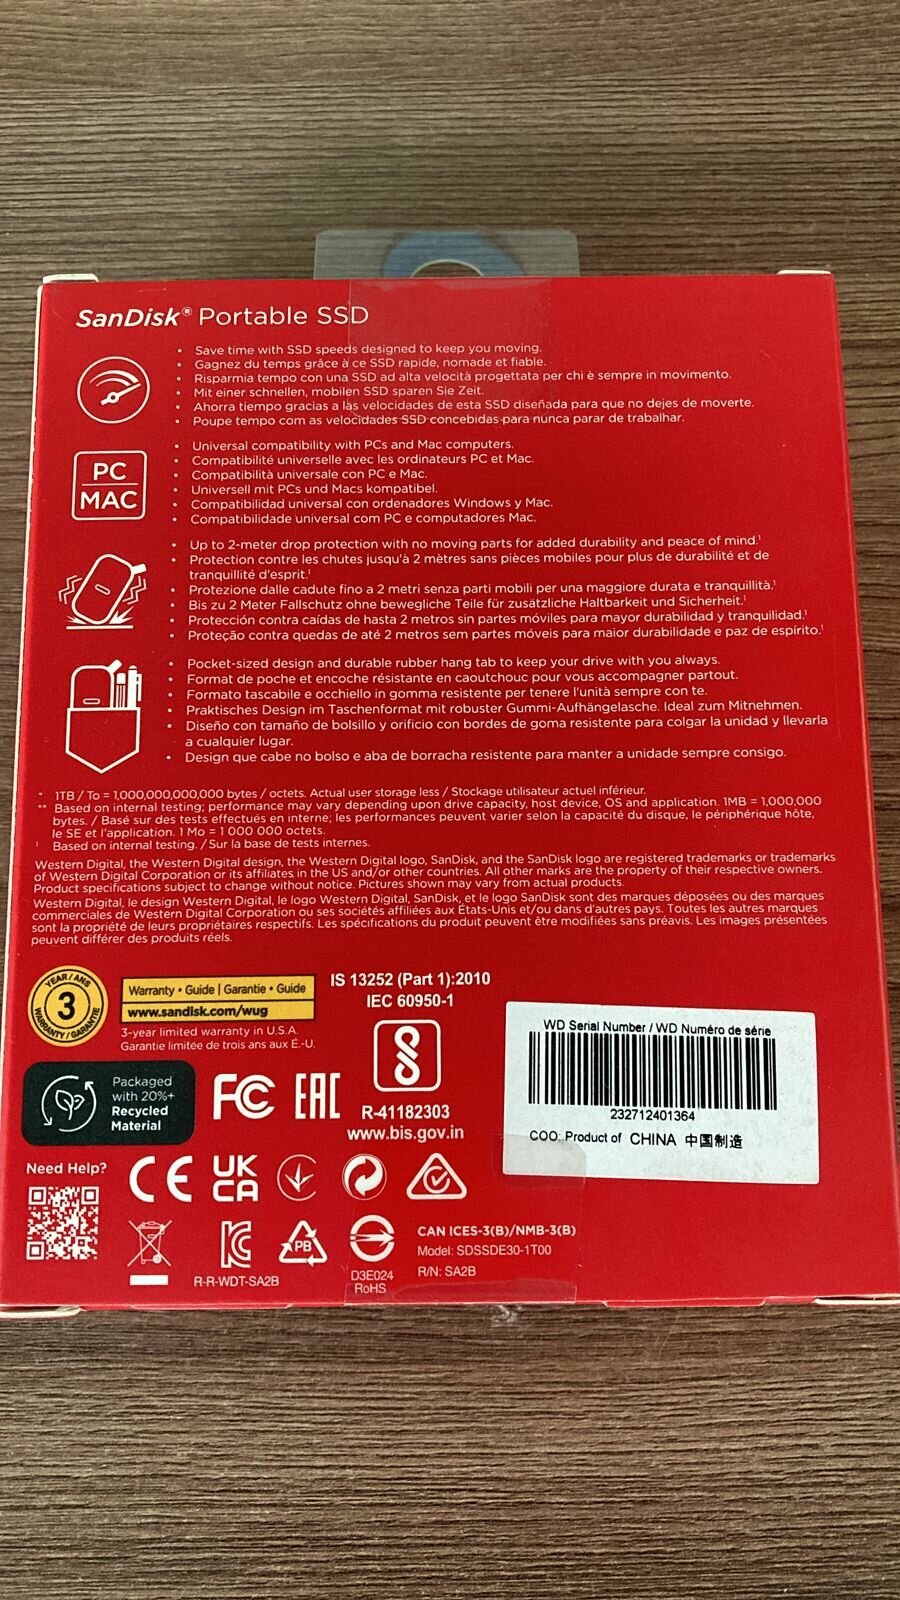 SanDisk® Portable SSD
• Save time with SSD speeds designed to keep you moving.
• Gagnez du temps grâce à ce SSD rapide, nomade et fiable.
• Risparmia tempo con una SSD ad alta velocità progettata per chi è sempre in movimento.
• Mit einer schnellen, mobilen SSD sparen Sie Zeit.
• Ahorra tiempo gracias a las velocidades de esta SSD diseñada para que no dejes de moverte.
• Poupe tempo com as velocidades SSD concebidas para nunca parar de trabalhar.
PC
MAC
• Universal compatibility with PCs and Mac computers.
• Compatibilité universelle avec les ordinateurs PC et Mac.
• Compatibilità universale con PC e Mac.
• Universell mit PCs und Macs kompatibel.
• Compatibilidad universal con ordenadores Windows y Mac.
• Compatibilidade universal com PC e computadores Mac.
• Up to 2-meter drop protection with no moving parts for added durability and peace of mind.¹
• Protection contre les chutes jusqu'à 2 mètres sans pièces mobiles pour plus de durabilité et de
tranquillité d'esprit.¹
• Protezione dalle cadute fino a 2 metri senza parti mobili per una maggiore durata e tranquillità.¹
• Bis zu 2 Meter Fallschutz ohne bewegliche Teile für zusätzliche Haltbarkeit und Sicherheit.¹
• Protección contra caídas de hasta 2 metros sin partes móviles para mayor durabilidad y tranquilidad.¹
• Proteção contra quedas de até 2 metros sem partes móveis para maior durabilidade e paz de espírito.¹
• Pocket-sized design and durable rubber hang tab to keep your drive with you always.
• Format de poche et encoche résistante en caoutchouc pour vous accompagner partout.
• Formato tascabile e occhiello in gomma resistente per tenere l'unità sempre con te.
• Praktisches Design im Taschenformat mit robuster Gummi-Aufhängelasche. Ideal zum Mitnehmen.
• Diseño con tamaño de bolsillo y orificio con bordes de goma resistente para colgar la unidad y llevarla
a cualquier lugar.
• Design que cabe no bolso e aba de borracha resistente para manter a unidade sempre consigo.
* 1TB / To = 1,000,000,000,000 bytes / octets. Actual user storage less / Stockage utilisateur actuel inférieur.
** Based on internal testing; performance may vary depending upon drive capacity, host device, OS and application. 1MB = 1,000,000
bytes. / Basé sur des tests effectués en interne; les performances peuvent varier selon la capacité du disque, le périphérique hôte,
le SE et l'application. 1 Mo = 1 000 000 octets.
¹ Based on internal testing. / Sur la base de tests internes.
Western Digital, the Western Digital design, the Western Digital logo, SanDisk, and the SanDisk logo are registered trademarks or trademarks
of Western Digital Corporation or its affiliates in the US and/or other countries. All other marks are the property of their respective owners.
Product specifications subject to change without notice. Pictures shown may vary from actual products.
Western Digital, le design Western Digital, le logo Western Digital, SanDisk, et le logo SanDisk sont des marques déposées ou des marques
commerciales de Western Digital Corporation ou ses sociétés affiliées aux États-Unis et/ou dans d'autres pays. Toutes les autres marques
sont la propriété de leurs propriétaires respectifs. Les spécifications du produit peuvent être modifiées sans préavis. Les images présentées
peuvent différer des produits réels.
YEAR / ANS
3
WARRANTY / GARANTIE
Warranty • Guide | Garantie • Guide
www.sandisk.com/wug
3-year limited warranty in U.S.A.
Garantie limitée de trois ans aux É.-U.
IS 13252 (Part 1):2010
IEC 60950-1
R-41182303
www.bis.gov.in
WD Serial Number / WD Numéro de série
232712401364
COO: Product of CHINA 中国制造
Packaged
with 20%+
Recycled
Material
FC EAC
Need Help?
CE UK
CA
R-R-WDT-SA2B
PB
D3E024
RoHS
CAN ICES-3(B)/NMB-3(B)
Model: SDSSDE30-1T00
R/N: SA2B